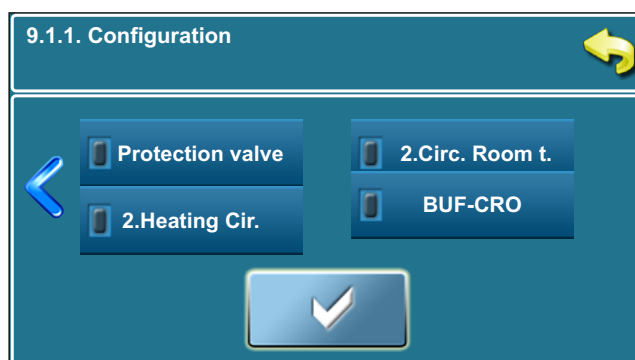 9.1.1. Configuration
Protection valve
2.Circ. Room t.
2.Heating Cir.
BUF-CRO